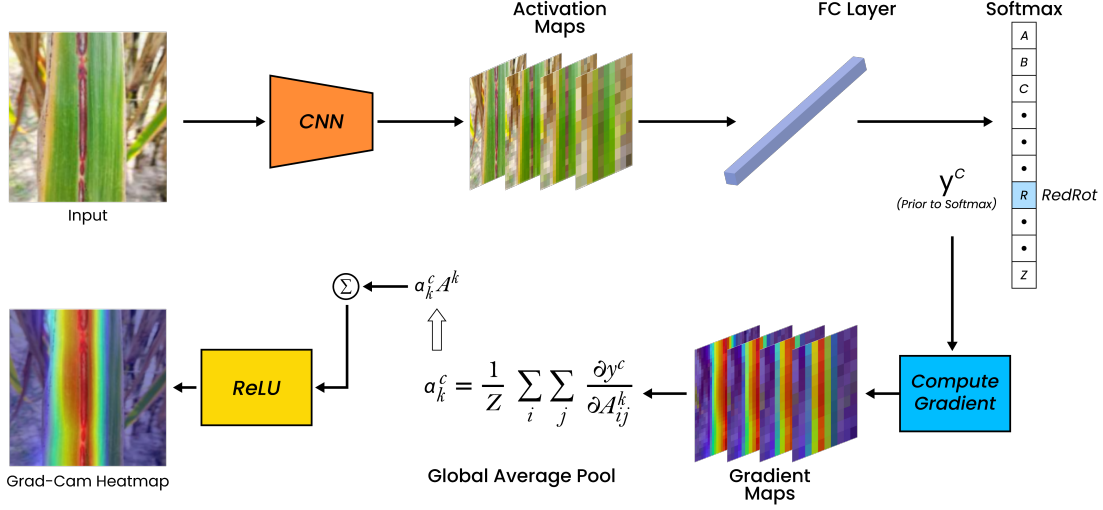 Activation
Maps
FC Layer
Softmax
A
B
C
•
•
•
R
•
•
Z
CNN
Input
y^C
(Prior to Softmax)
RedRot
Σ
α_k^c A^k
ReLU
α_k^c = 1/Z Σ_i Σ_j ∂y^c/∂A_ij^k
Compute
Gradient
Grad-Cam Heatmap
Global Average Pool
Gradient
Maps